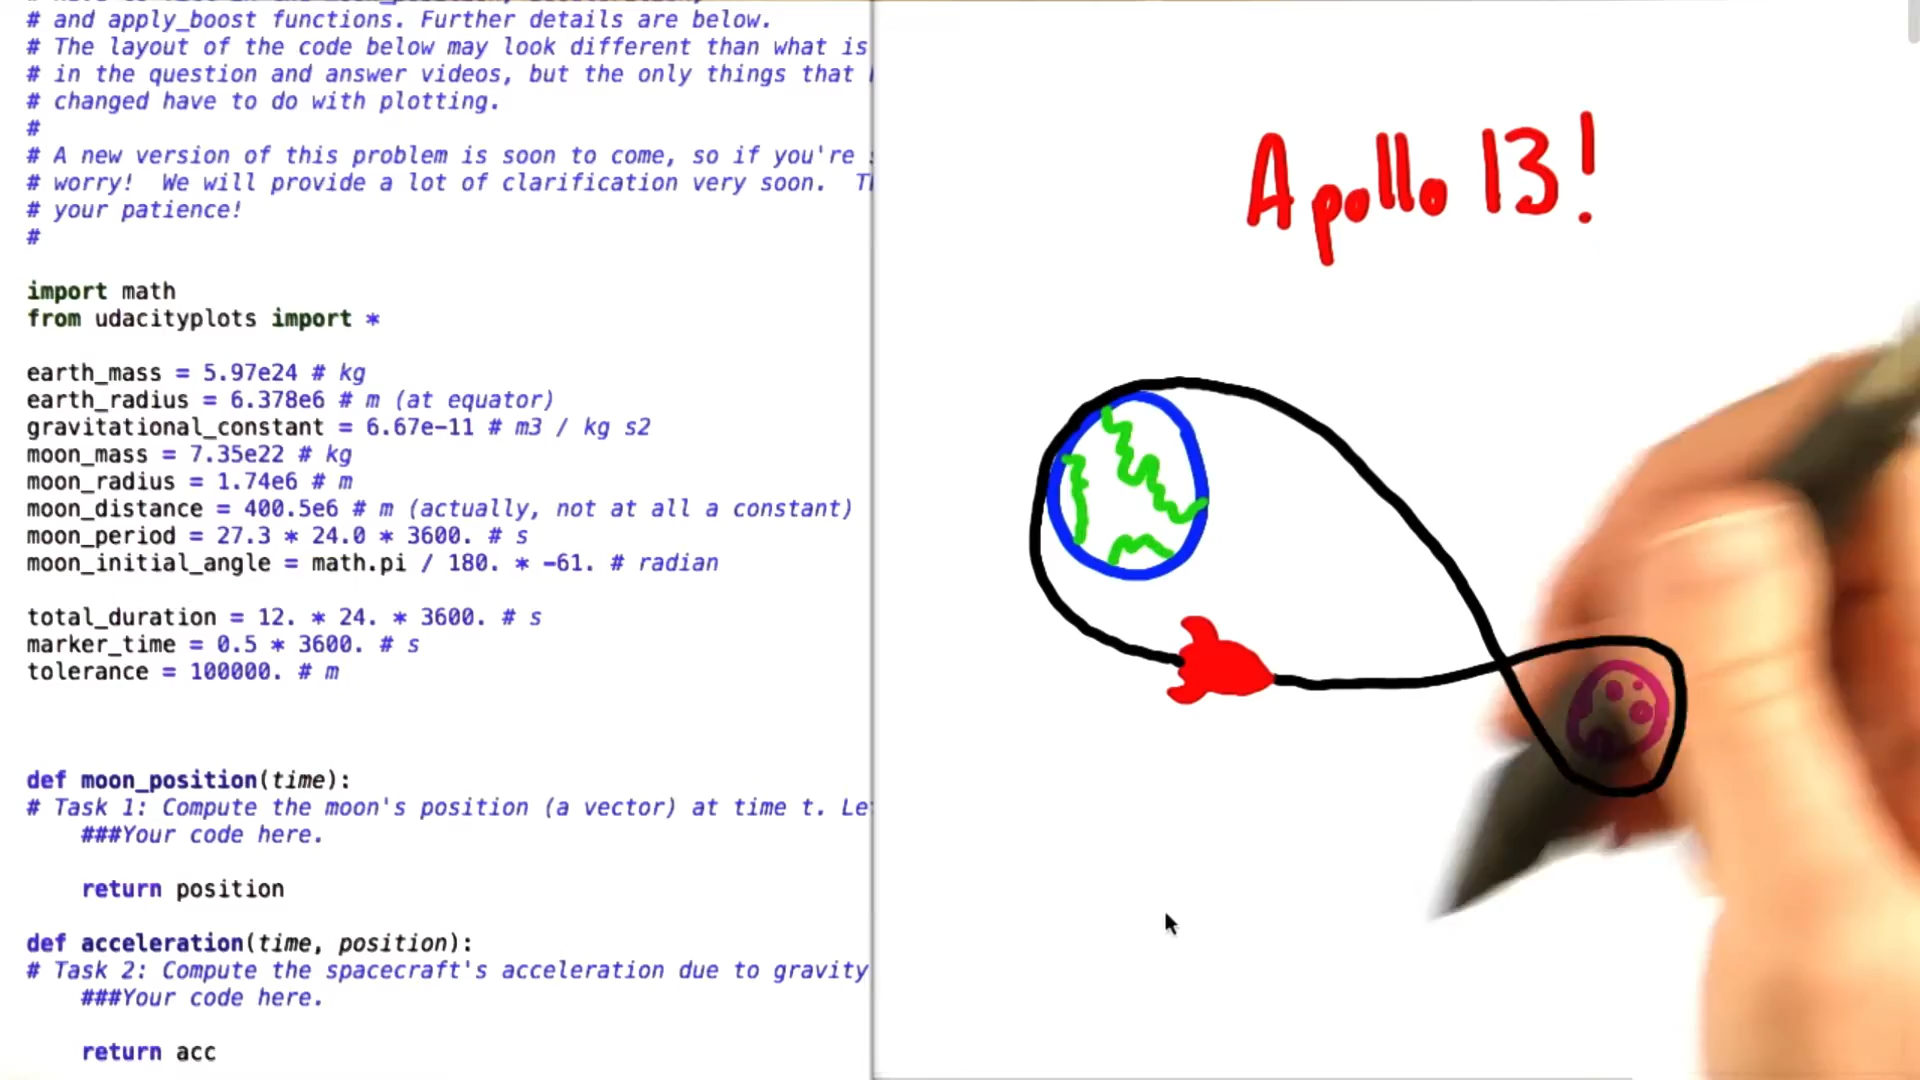 # and apply_boost functions. Further details are below.
# The layout of the code below may look different than what is
# in the question and answer videos, but the only things that
# changed have to do with plotting.
#
# A new version of this problem is soon to come, so if you're
# worry!  We will provide a lot of clarification very soon.
# your patience!
#
import math
from udacityplots import *
earth_mass = 5.97e24 # kg
earth_radius = 6.378e6 # m (at equator)
gravitational_constant = 6.67e-11 # m3 / kg s2
moon_mass = 7.35e22 # kg
moon_radius = 1.74e6 # m
moon_distance = 400.5e6 # m (actually, not at all a constant)
moon_period = 27.3 * 24.0 * 3600. # s
moon_initial_angle = math.pi / 180. * -61. # radian
total_duration = 12. * 24. * 3600. # s
marker_time = 0.5 * 3600. # s
tolerance = 100000. # m
def moon_position(time):
# Task 1: Compute the moon's position (a vector) at time t.
###Your code here.
return position
def acceleration(time, position):
# Task 2: Compute the spacecraft's acceleration due to gravity
###Your code here.
return acc
Apollo 13!